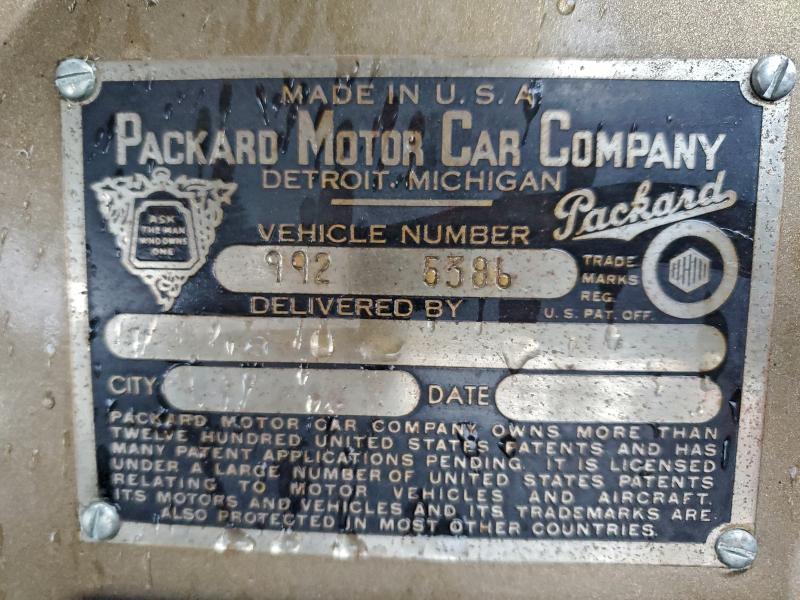 MADE IN U.S.A
PACKARD MOTOR CAR COMPANY
DETROIT. MICHIGAN
Packard
ASK
THE MAN
WHO OWNS
ONE
VEHICLE NUMBER
992 5386
TRADE
MARKS
REG.
U.S. PAT. OFF.
DELIVERED BY
CITY
DATE
PACKARD MOTOR CAR COMPANY OWNS MORE THAN
TWELVE HUNDRED UNITED STATES PATENTS AND HAS
MANY PATENT APPLICATIONS PENDING. IT IS LICENSED
UNDER A LARGE NUMBER OF UNITED STATES PATENTS
RELATING TO MOTOR VEHICLES AND AIRCRAFT.
ITS MOTORS AND VEHICLES AND ITS TRADEMARKS ARE
ALSO PROTECTED IN MOST OTHER COUNTRIES.